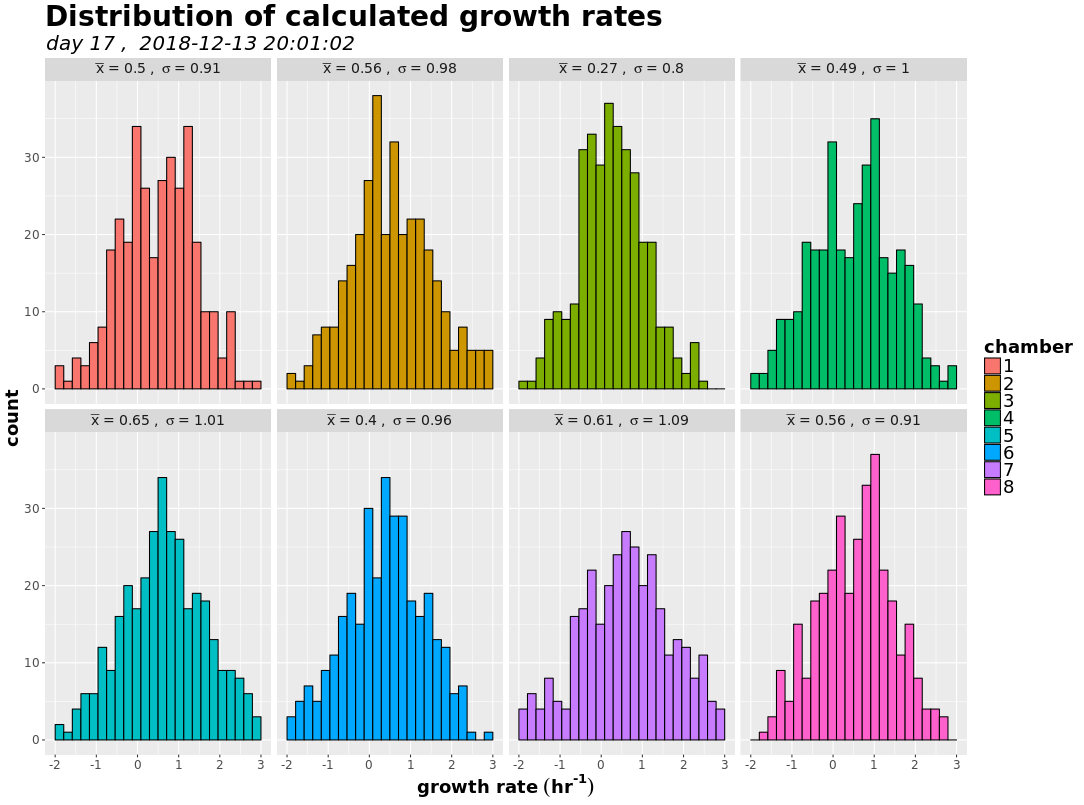 Distribution of calculated growth rates
day 17 ,  2018-12-13 20:01:02
x̅ = 0.5 ,  σ = 0.91
x̅ = 0.56 ,  σ = 0.98
x̅ = 0.27 ,  σ = 0.8
x̅ = 0.49 ,  σ = 1
30
20
10
0
x̅ = 0.65 ,  σ = 1.01
x̅ = 0.4 ,  σ = 0.96
x̅ = 0.61 ,  σ = 1.09
x̅ = 0.56 ,  σ = 0.91
30
20
10
0
-2 -1 0 1 2 3
-2 -1 0 1 2 3
-2 -1 0 1 2 3
-2 -1 0 1 2 3
growth rate (hr⁻¹)
count
chamber
1
2
3
4
5
6
7
8